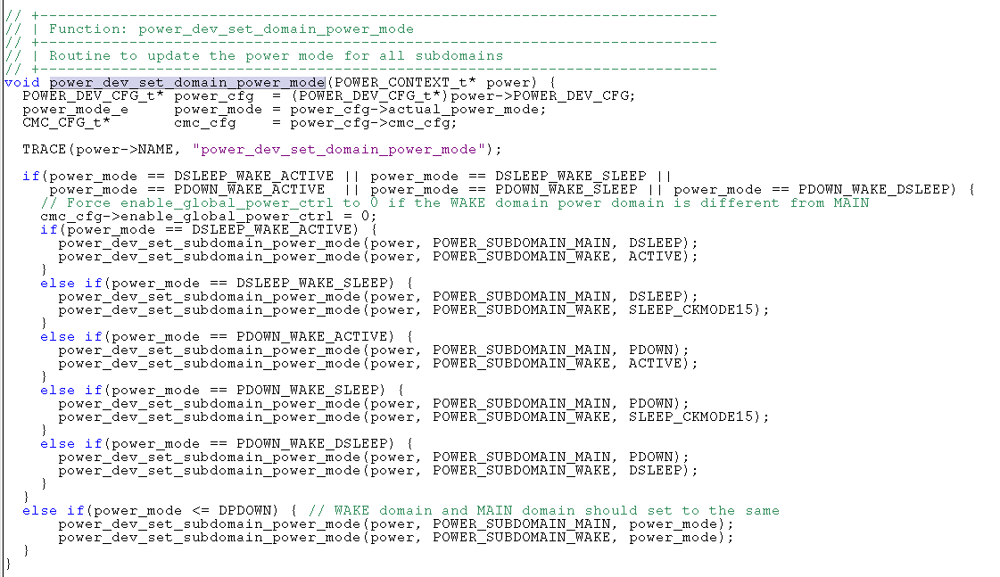 // +---------------------------------------------------------------------------
// | Function: power_dev_set_domain_power_mode
// +---------------------------------------------------------------------------
// | Routine to update the power mode for all subdomains
// +---------------------------------------------------------------------------
void power_dev_set_domain_power_mode(POWER_CONTEXT_t* power) {
  POWER_DEV_CFG_t* power_cfg  = (POWER_DEV_CFG_t*)power->POWER_DEV_CFG;
  power_mode_e     power_mode = power_cfg->actual_power_mode;
  CMC_CFG_t*       cmc_cfg    = power_cfg->cmc_cfg;

  TRACE(power->NAME, "power_dev_set_domain_power_mode");

  if(power_mode == DSLEEP_WAKE_ACTIVE || power_mode == DSLEEP_WAKE_SLEEP ||
     power_mode == PDOWN_WAKE_ACTIVE  || power_mode == PDOWN_WAKE_SLEEP || power_mode == PDOWN_WAKE_DSLEEP) {
    // Force enable_global_power_ctrl to 0 if the WAKE domain power domain is different from MAIN
    cmc_cfg->enable_global_power_ctrl = 0;
    if(power_mode == DSLEEP_WAKE_ACTIVE) {
      power_dev_set_subdomain_power_mode(power, POWER_SUBDOMAIN_MAIN, DSLEEP);
      power_dev_set_subdomain_power_mode(power, POWER_SUBDOMAIN_WAKE, ACTIVE);
    }
    else if(power_mode == DSLEEP_WAKE_SLEEP) {
      power_dev_set_subdomain_power_mode(power, POWER_SUBDOMAIN_MAIN, DSLEEP);
      power_dev_set_subdomain_power_mode(power, POWER_SUBDOMAIN_WAKE, SLEEP_CKMODE15);
    }
    else if(power_mode == PDOWN_WAKE_ACTIVE) {
      power_dev_set_subdomain_power_mode(power, POWER_SUBDOMAIN_MAIN, PDOWN);
      power_dev_set_subdomain_power_mode(power, POWER_SUBDOMAIN_WAKE, ACTIVE);
    }
    else if(power_mode == PDOWN_WAKE_SLEEP) {
      power_dev_set_subdomain_power_mode(power, POWER_SUBDOMAIN_MAIN, PDOWN);
      power_dev_set_subdomain_power_mode(power, POWER_SUBDOMAIN_WAKE, SLEEP_CKMODE15);
    }
    else if(power_mode == PDOWN_WAKE_DSLEEP) {
      power_dev_set_subdomain_power_mode(power, POWER_SUBDOMAIN_MAIN, PDOWN);
      power_dev_set_subdomain_power_mode(power, POWER_SUBDOMAIN_WAKE, DSLEEP);
    }
  }
  else if(power_mode <= DPDOWN) { // WAKE domain and MAIN domain should set to the same
      power_dev_set_subdomain_power_mode(power, POWER_SUBDOMAIN_MAIN, power_mode);
      power_dev_set_subdomain_power_mode(power, POWER_SUBDOMAIN_WAKE, power_mode);
  }
}